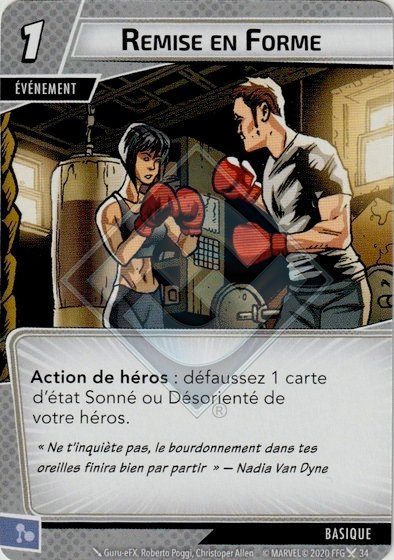 1
REMISE EN FORME
ÉVÉNEMENT
Action de héros : défaussez 1 carte
d'état Sonné ou Désorienté de
votre héros.
« Ne t'inquiète pas, le bourdonnement dans tes
oreilles finira bien par partir » — Nadia Van Dyne
®
BASIQUE
Guru-eFX, Roberto Poggi, Christoper Allen © MARVEL © 2020 FFG 34